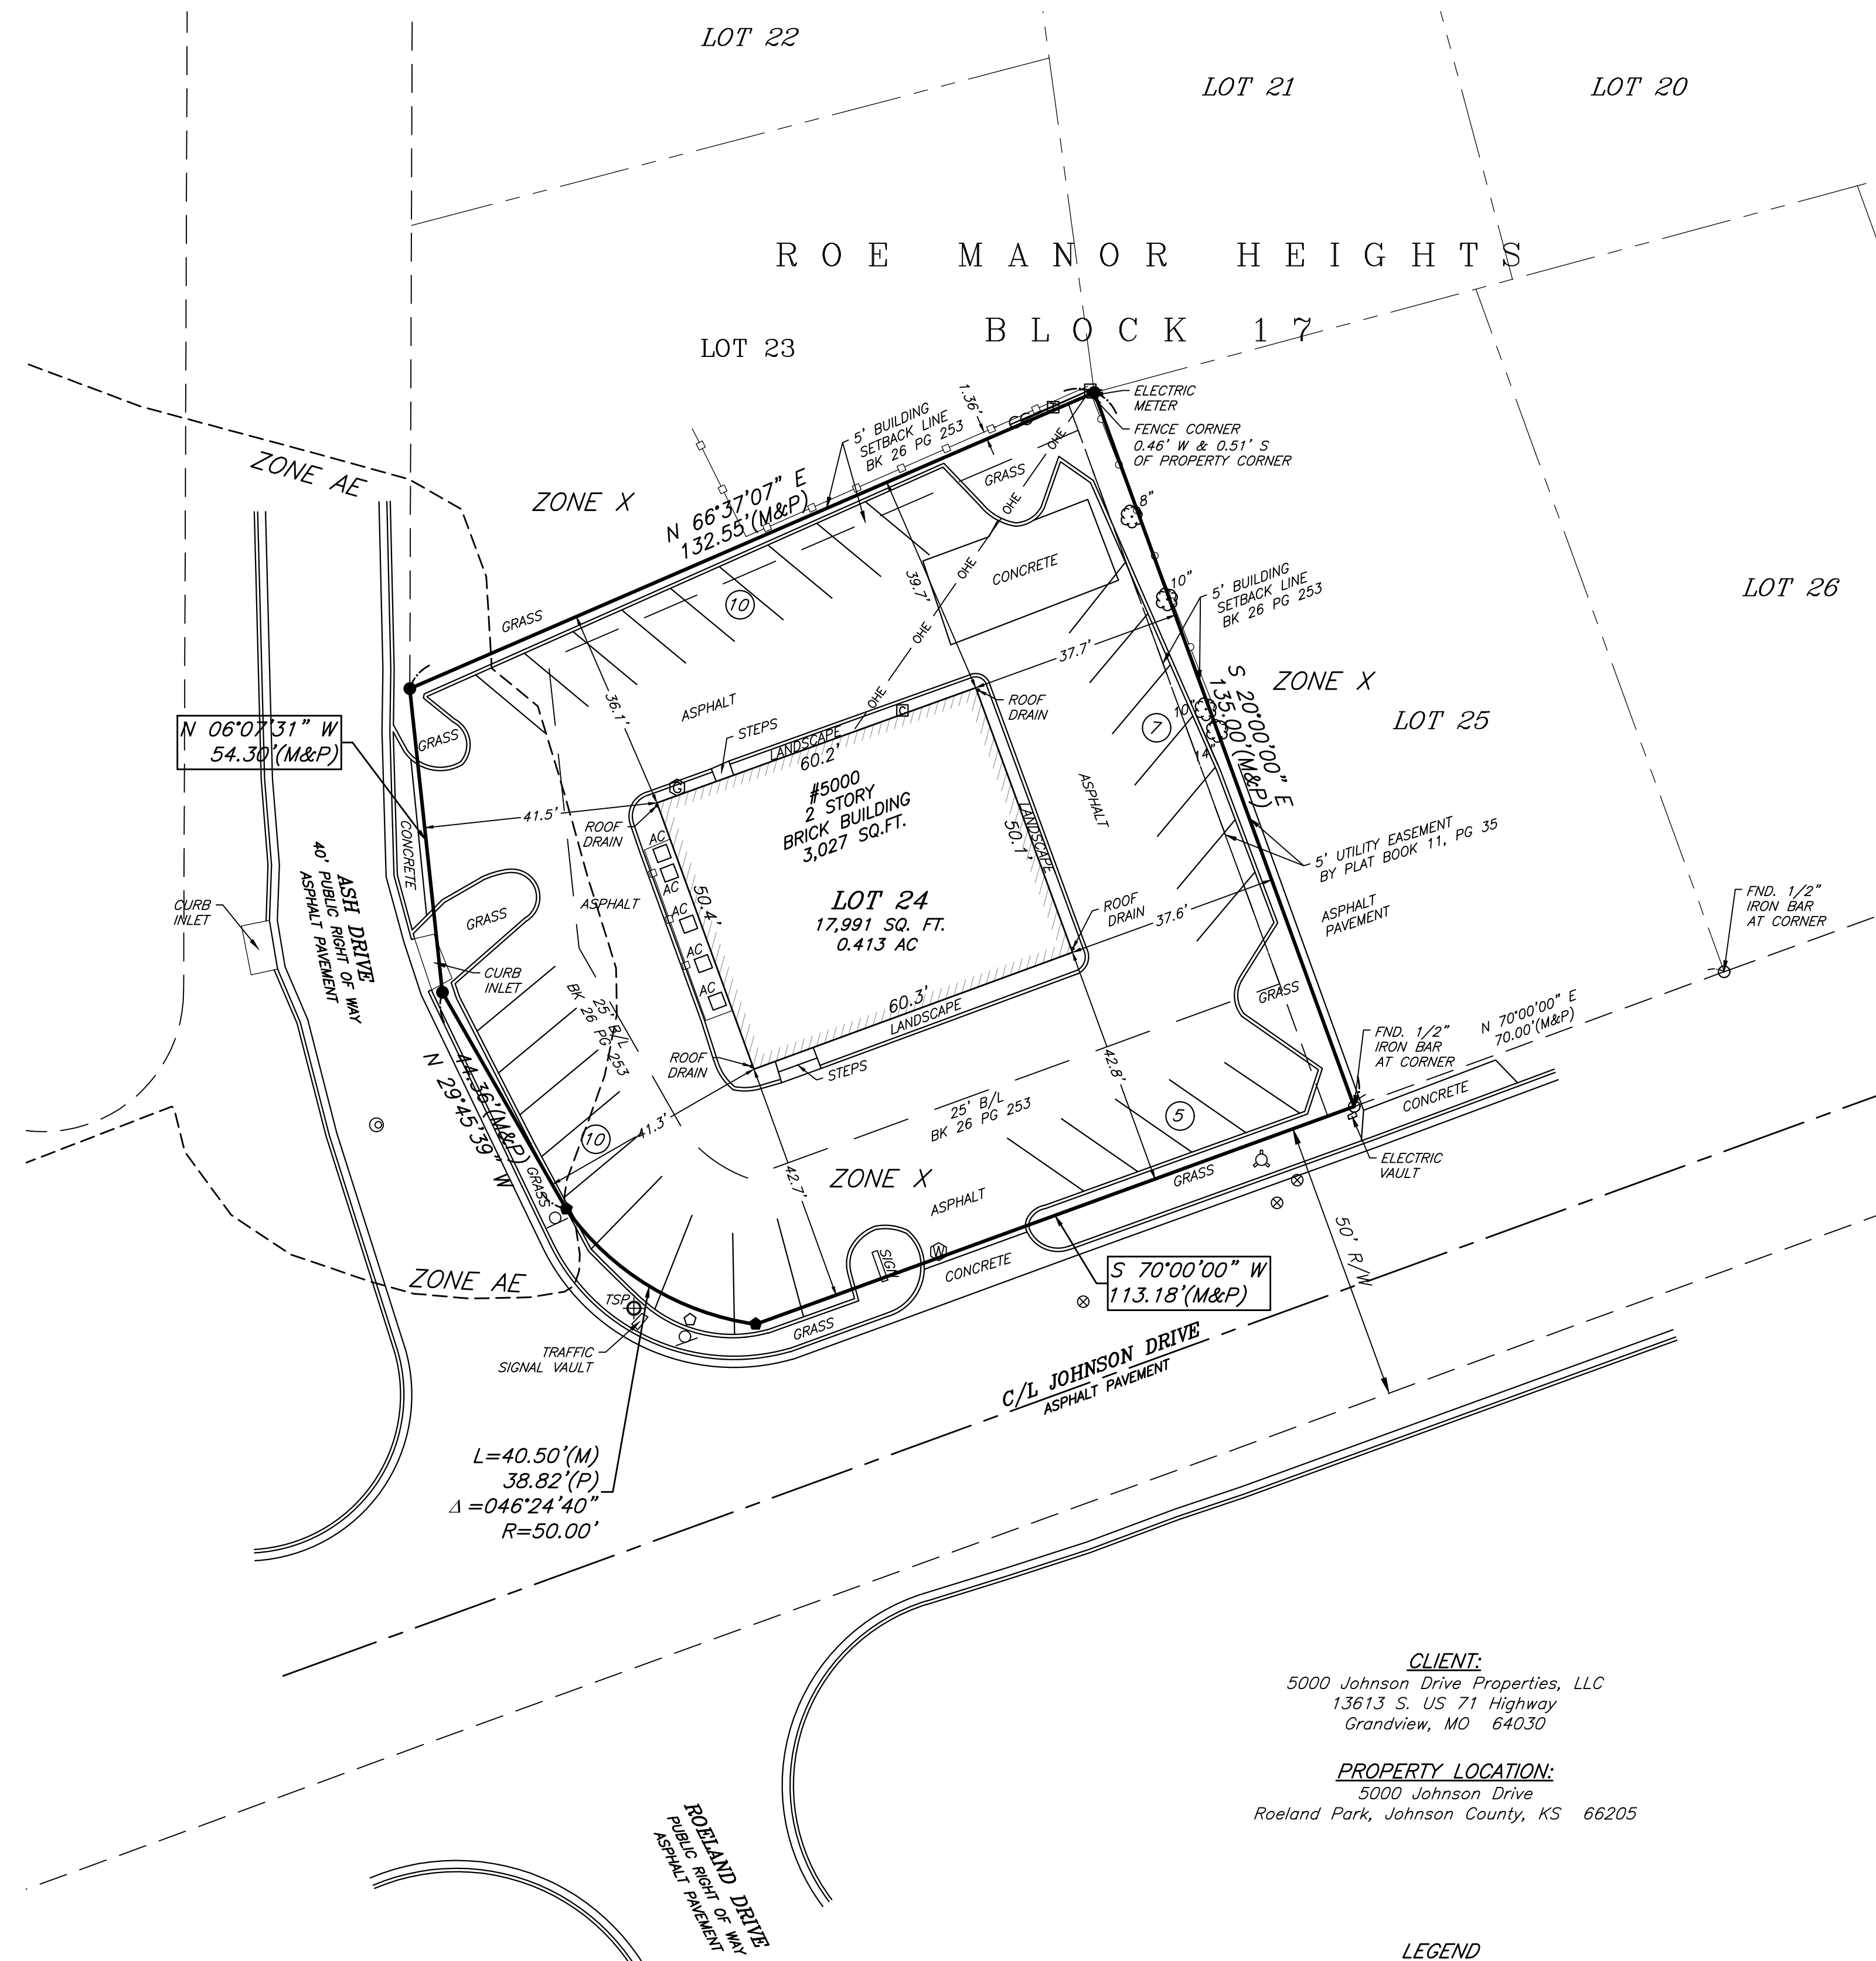 LOT 22
LOT 21
LOT 20
ROE MANOR HEIGHTS
BLOCK 17
LOT 23
ZONE AE
ZONE X
N 66°37'07" E
132.55'(M&P)
5' BUILDING
SETBACK LINE
BK 26 PG 253
1.36'
ELECTRIC
METER
FENCE CORNER
0.46' W & 0.51' S
OF PROPERTY CORNER
GRASS
OHE
OHE
OHE
OHE
OHE
8"
10"
10"
14"
5' BUILDING
SETBACK LINE
BK 26 PG 253
LOT 26
ZONE X
LOT 25
S 20°00'00" E
135.00'(M&P)
CONCRETE
39.7'
37.7'
10
GRASS
36.1'
ASPHALT
STEPS
LANDSCAPE
60.2'
C
G
ROOF
DRAIN
7
N 06°07'31" W
54.30'(M&P)
GRASS
41.5'
ROOF
DRAIN
#5000
2 STORY
BRICK BUILDING
3,027 SQ.FT.
LANDSCAPE
50.1'
ASPHALT
AC
AC
AC
AC
AC
50.4'
LOT 24
17,991 SQ. FT.
0.413 AC
5' UTILITY EASEMENT
BY PLAT BOOK 11, PG 35
ASPHALT
PAVEMENT
FND. 1/2"
IRON BAR
AT CORNER
CONCRETE
ASH DRIVE
40' PUBLIC RIGHT OF WAY
ASPHALT PAVEMENT
CURB
INLET
GRASS
ASPHALT
CURB
INLET
25' B/L
BK 26 PG 253
ROOF
DRAIN
37.6'
60.3'
LANDSCAPE
GRASS
ROOF
DRAIN
STEPS
42.8'
25' B/L
BK 26 PG 253
5
FND. 1/2"
IRON BAR
AT CORNER
N 70°00'00" E
70.00'(M&P)
CONCRETE
ELECTRIC
VAULT
44.36'(M&P)
N 29°45'39" W
10
41.3'
42.7'
GRASS
ZONE X
ASPHALT
GRASS
W
SIGN
CONCRETE
50' R/W
S 70°00'00" W
113.18'(M&P)
ZONE AE
TSP
TRAFFIC
SIGNAL VAULT
GRASS
C/L JOHNSON DRIVE
ASPHALT PAVEMENT
L=40.50'(M)
38.82'(P)
Δ=046°24'40"
R=50.00'
CLIENT:
5000 Johnson Drive Properties, LLC
13613 S. US 71 Highway
Grandview, MO 64030
PROPERTY LOCATION:
5000 Johnson Drive
Roeland Park, Johnson County, KS 66205
ROELAND DRIVE
PUBLIC RIGHT OF WAY
ASPHALT PAVEMENT
LEGEND